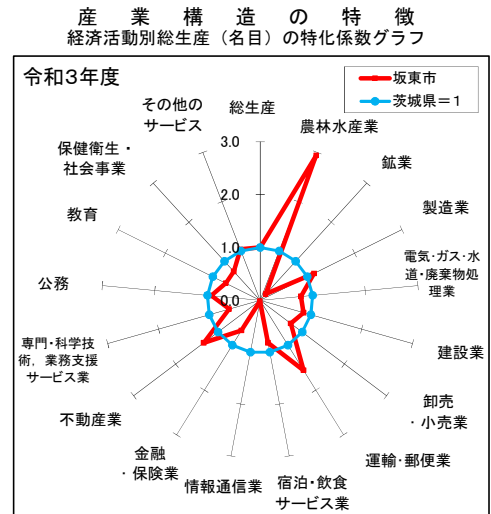 産業構造の特徴
経済活動別総生産（名目）の特化係数グラフ
令和3年度
坂東市
茨城県＝1
総生産
農林水産業
鉱業
製造業
電気･ガス･水
道･廃棄物処
理業
建設業
卸売
・小売業
運輸･郵便業
宿泊・飲食
サービス業
情報通信業
金融
・保険業
不動産業
専門・科学技
術，業務支援
サービス業
公務
教育
保健衛生・
社会事業
その他の
サービス
3.0
2.0
1.0
0.0